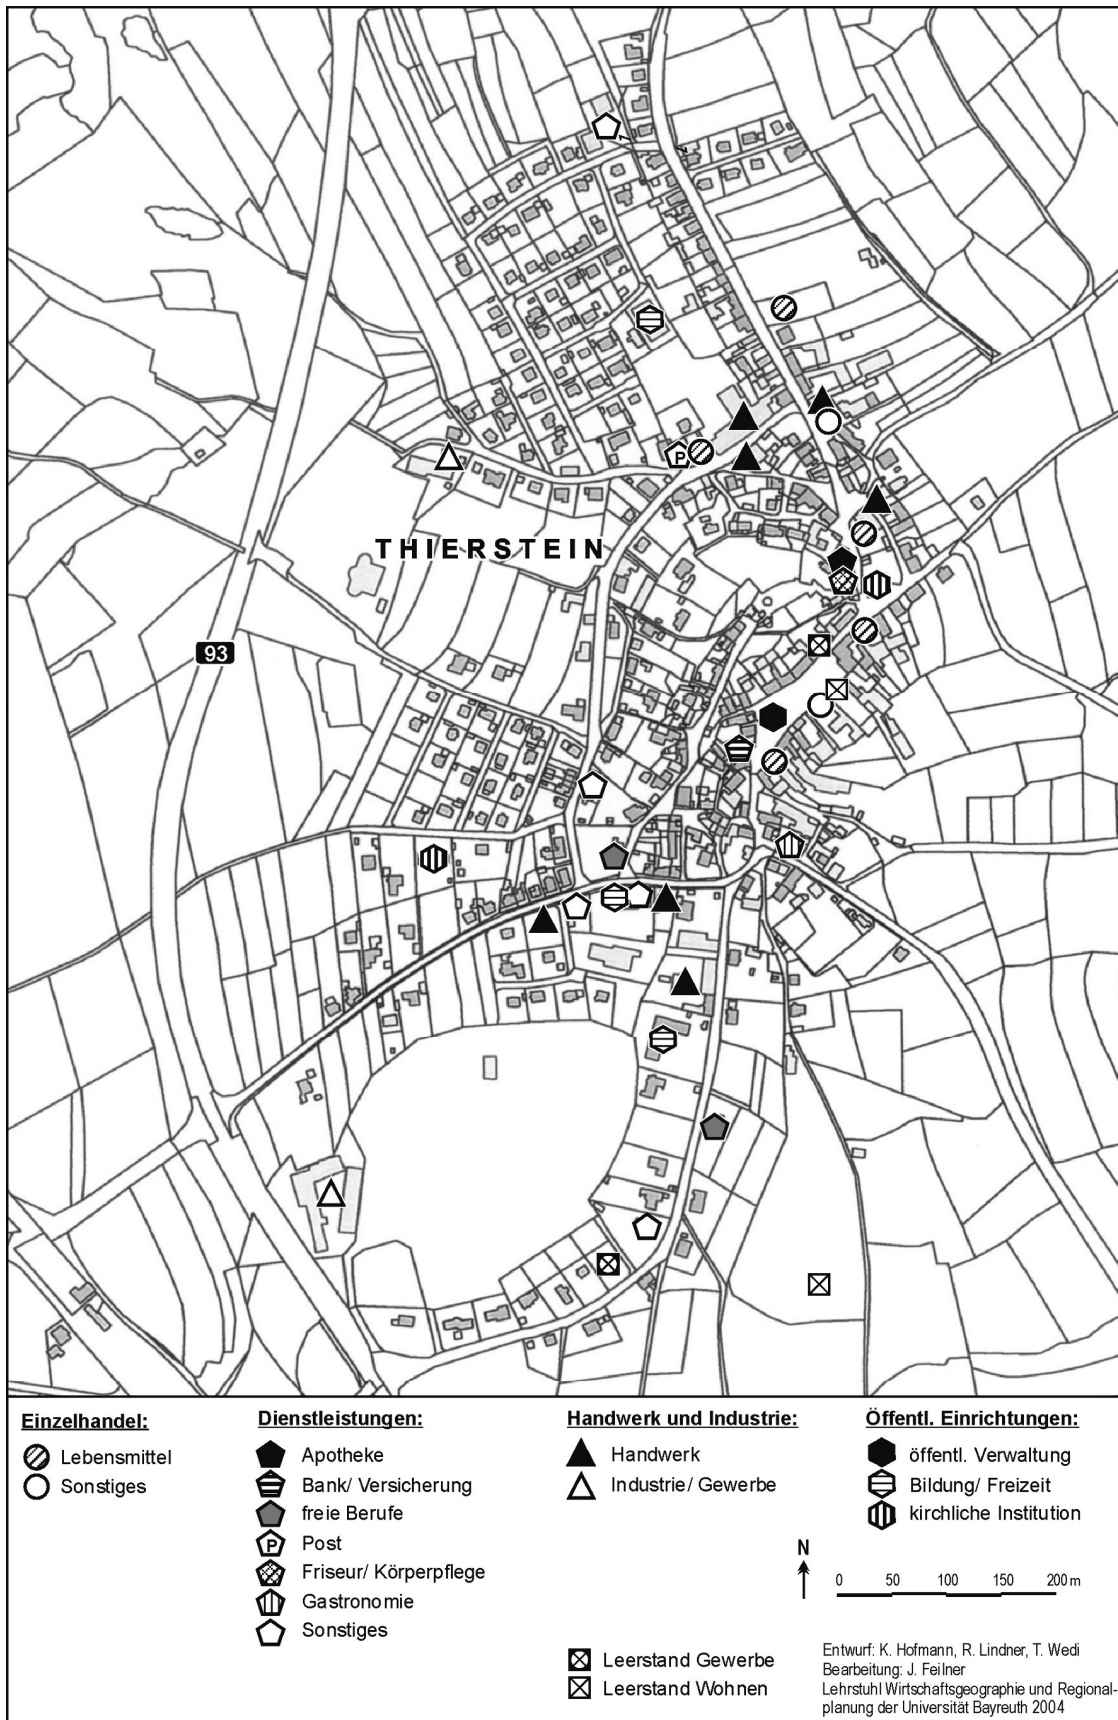 THIERSTEIN
93
P
Einzelhandel:
Lebensmittel
Sonstiges
Dienstleistungen:
Apotheke
Bank/ Versicherung
freie Berufe
P Post
Friseur/ Körperpflege
Gastronomie
Sonstiges
Handwerk und Industrie:
Handwerk
Industrie/ Gewerbe
Öffentl. Einrichtungen:
öffentl. Verwaltung
Bildung/ Freizeit
kirchliche Institution
N
0 50 100 150 200 m
Leerstand Gewerbe
Leerstand Wohnen
Entwurf: K. Hofmann, R. Lindner, T. Wedi
Bearbeitung: J. Feilner
Lehrstuhl Wirtschaftsgeographie und Regional-
planung der Universität Bayreuth 2004